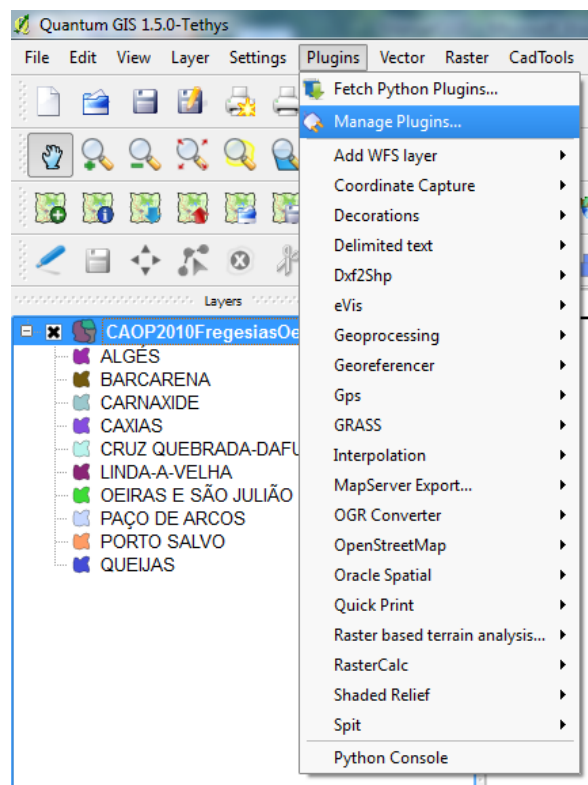 Quantum GIS 1.5.0-Tethys
File Edit View Layer Settings Plugins Vector Raster CadTools
Fetch Python Plugins...
Manage Plugins...
Add WFS layer
Coordinate Capture
Decorations
Delimited text
Dxf2Shp
eVis
Geoprocessing
Georeferencer
Gps
GRASS
Interpolation
MapServer Export...
OGR Converter
OpenStreetMap
Oracle Spatial
Quick Print
Raster based terrain analysis...
RasterCalc
Shaded Relief
Spit
Python Console
Layers
CAOP2010FregesiasOe
ALGÉS
BARCARENA
CARNAXIDE
CAXIAS
CRUZ QUEBRADA-DAFU
LINDA-A-VELHA
OEIRAS E SÃO JULIÃO
PAÇO DE ARCOS
PORTO SALVO
QUEIJAS